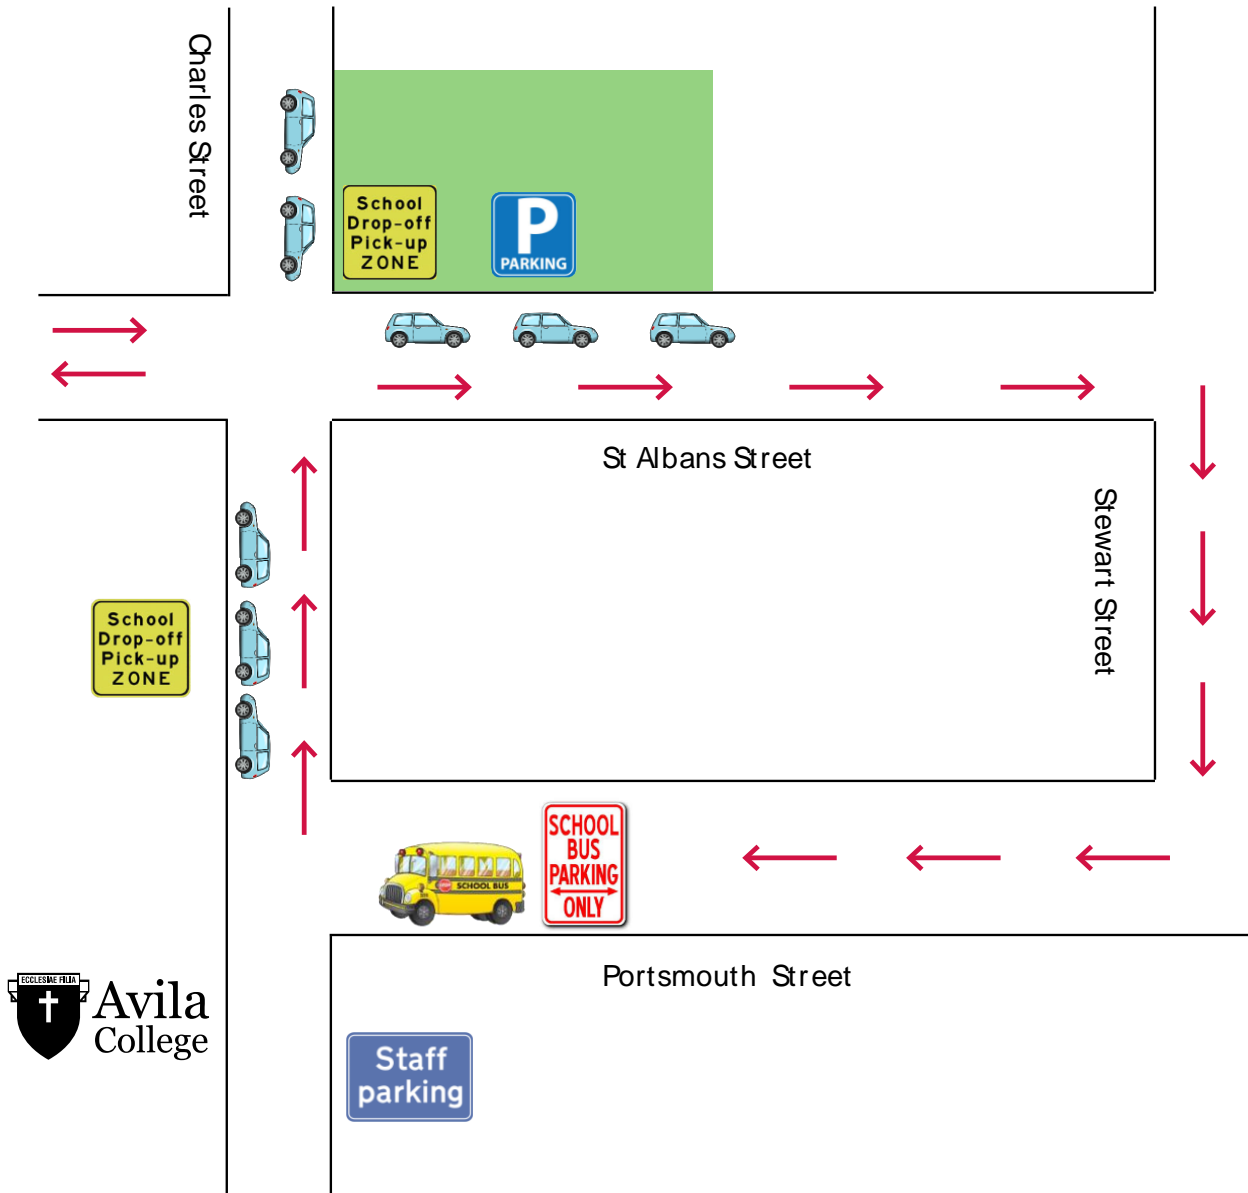 Charles Street
School
Drop-off
Pick-up
ZONE
P
PARKING
St Albans Street
Stewart Street
School
Drop-off
Pick-up
ZONE
SCHOOL
BUS
PARKING
ONLY
SCHOOL BUS
Portsmouth Street
ECCLESIAE FILIA
Avila
College
Staff
parking